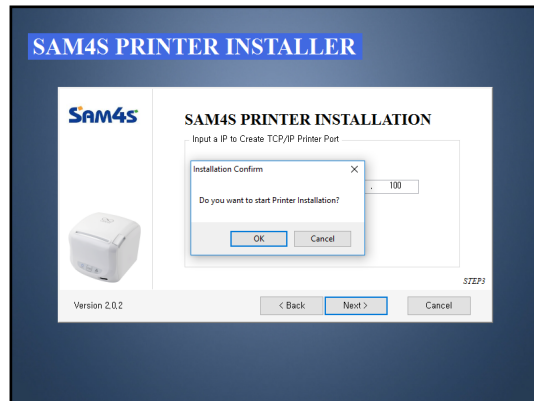 SAM4S PRINTER INSTALLER
Sam4s
SAM4S PRINTER INSTALLATION
Input a IP to Create TCP/IP Printer Port
Installation Confirm
. 100
Do you want to start Printer Installation?
OK Cancel
STEP3
Version 2,0,2
< Back Next > Cancel